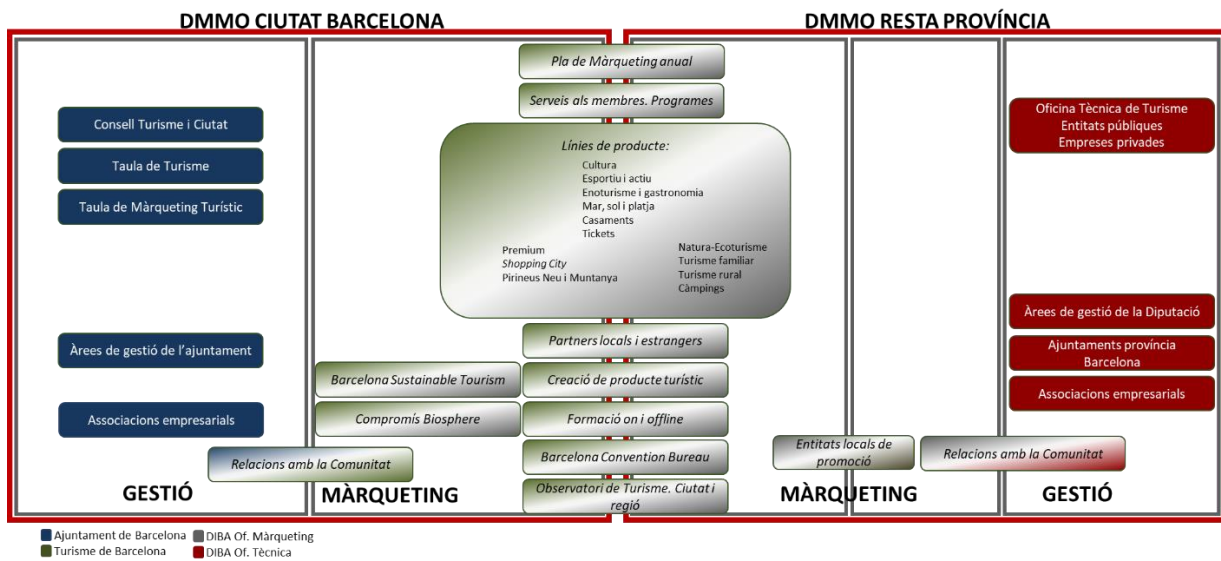 DMMO CIUTAT BARCELONA
DMMO RESTA PROVÍNCIA
Pla de Màrqueting anual
Serveis als membres. Programes
Consell Turisme i Ciutat
Taula de Turisme
Taula de Màrqueting Turístic
Línies de producte:
Cultura
Esportiu i actiu
Enoturisme i gastronomia
Mar, sol i platja
Casaments
Tickets
Premium
Shopping City
Pirineus Neu i Muntanya
Natura-Ecoturisme
Turisme familiar
Turisme rural
Càmpings
Oficina Tècnica de Turisme
Entitats públiques
Empreses privades
Àrees de gestió de l’ajuntament
Associacions empresarials
Partners locals i estrangers
Barcelona Sustainable Tourism
Creació de producte turístic
Compromís Biosphere
Formació on i offline
Barcelona Convention Bureau
Observatori de Turisme. Ciutat i
regió
Àrees de gestió de la Diputació
Ajuntaments província
Barcelona
Associacions empresarials
Relacions amb la Comunitat
Entitats locals de
promoció
Relacions amb la Comunitat
GESTIÓ
MÀRQUETING
MÀRQUETING
GESTIÓ
Ajuntament de Barcelona
DIBA Of. Màrqueting
Turisme de Barcelona
DIBA Of. Tècnica